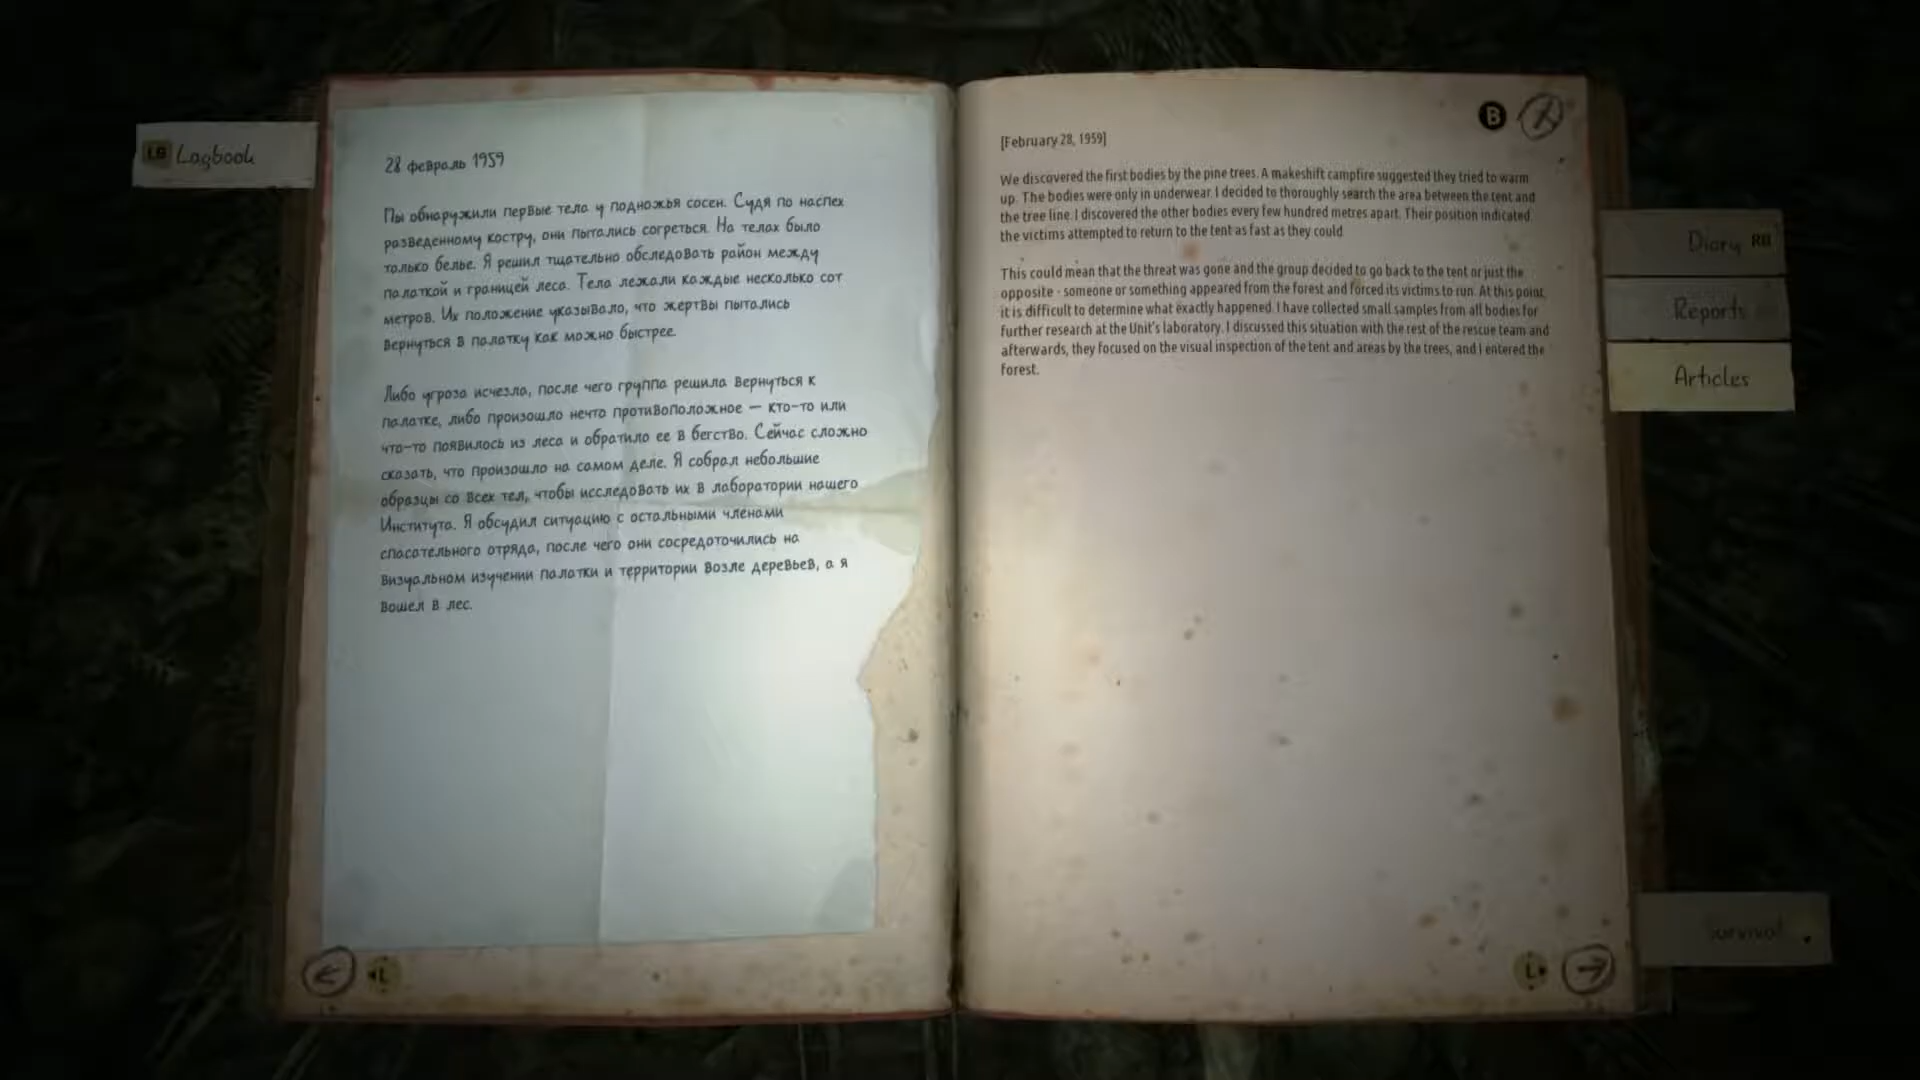 LB Logbook
28 февраль 1959
Пы обнаружили первые тела у подножья сосен. Судя по наспех
разведенному костру, они пытались согреться. На телах было
только белье. Я решил тщательно обследовать район между
палаткой и границей леса. Тела лежали каждые несколько сот
метров. Их положение указывало, что жертвы пытались
вернуться в палатку как можно быстрее.
Либо угроза исчезла, после чего группа решила вернуться к
палатке, либо произошло нечто противоположное — кто-то или
что-то появилось из леса и обратило ее в бегство. Сейчас сложно
сказать, что произошло на самом деле. Я собрал небольшие
образцы со всех тел, чтобы исследовать их в лаборатории нашего
Института. Я обсудил ситуацию с остальными членами
спасательного отряда, после чего они сосредоточились на
визуальном изучении палатки и территории возле деревьев, а я
вошел в лес.
L
B X
[February 28, 1959]
We discovered the first bodies by the pine trees. A makeshift campfire suggested they tried to warm
up. The bodies were only in underwear. I decided to thoroughly search the area between the tent and
the tree line. I discovered the other bodies every few hundred metres apart. Their position indicated
the victims attempted to return to the tent as fast as they could.
This could mean that the threat was gone and the group decided to go back to the tent or just the
opposite - someone or something appeared from the forest and forced its victims to run. At this point,
it is difficult to determine what exactly happened. I have collected small samples from all bodies for
further research at the Unit's laboratory. I discussed this situation with the rest of the rescue team and
afterwards, they focused on the visual inspection of the tent and areas by the trees, and I entered the
forest.
L
Diary RB
Reports
Articles
Survival